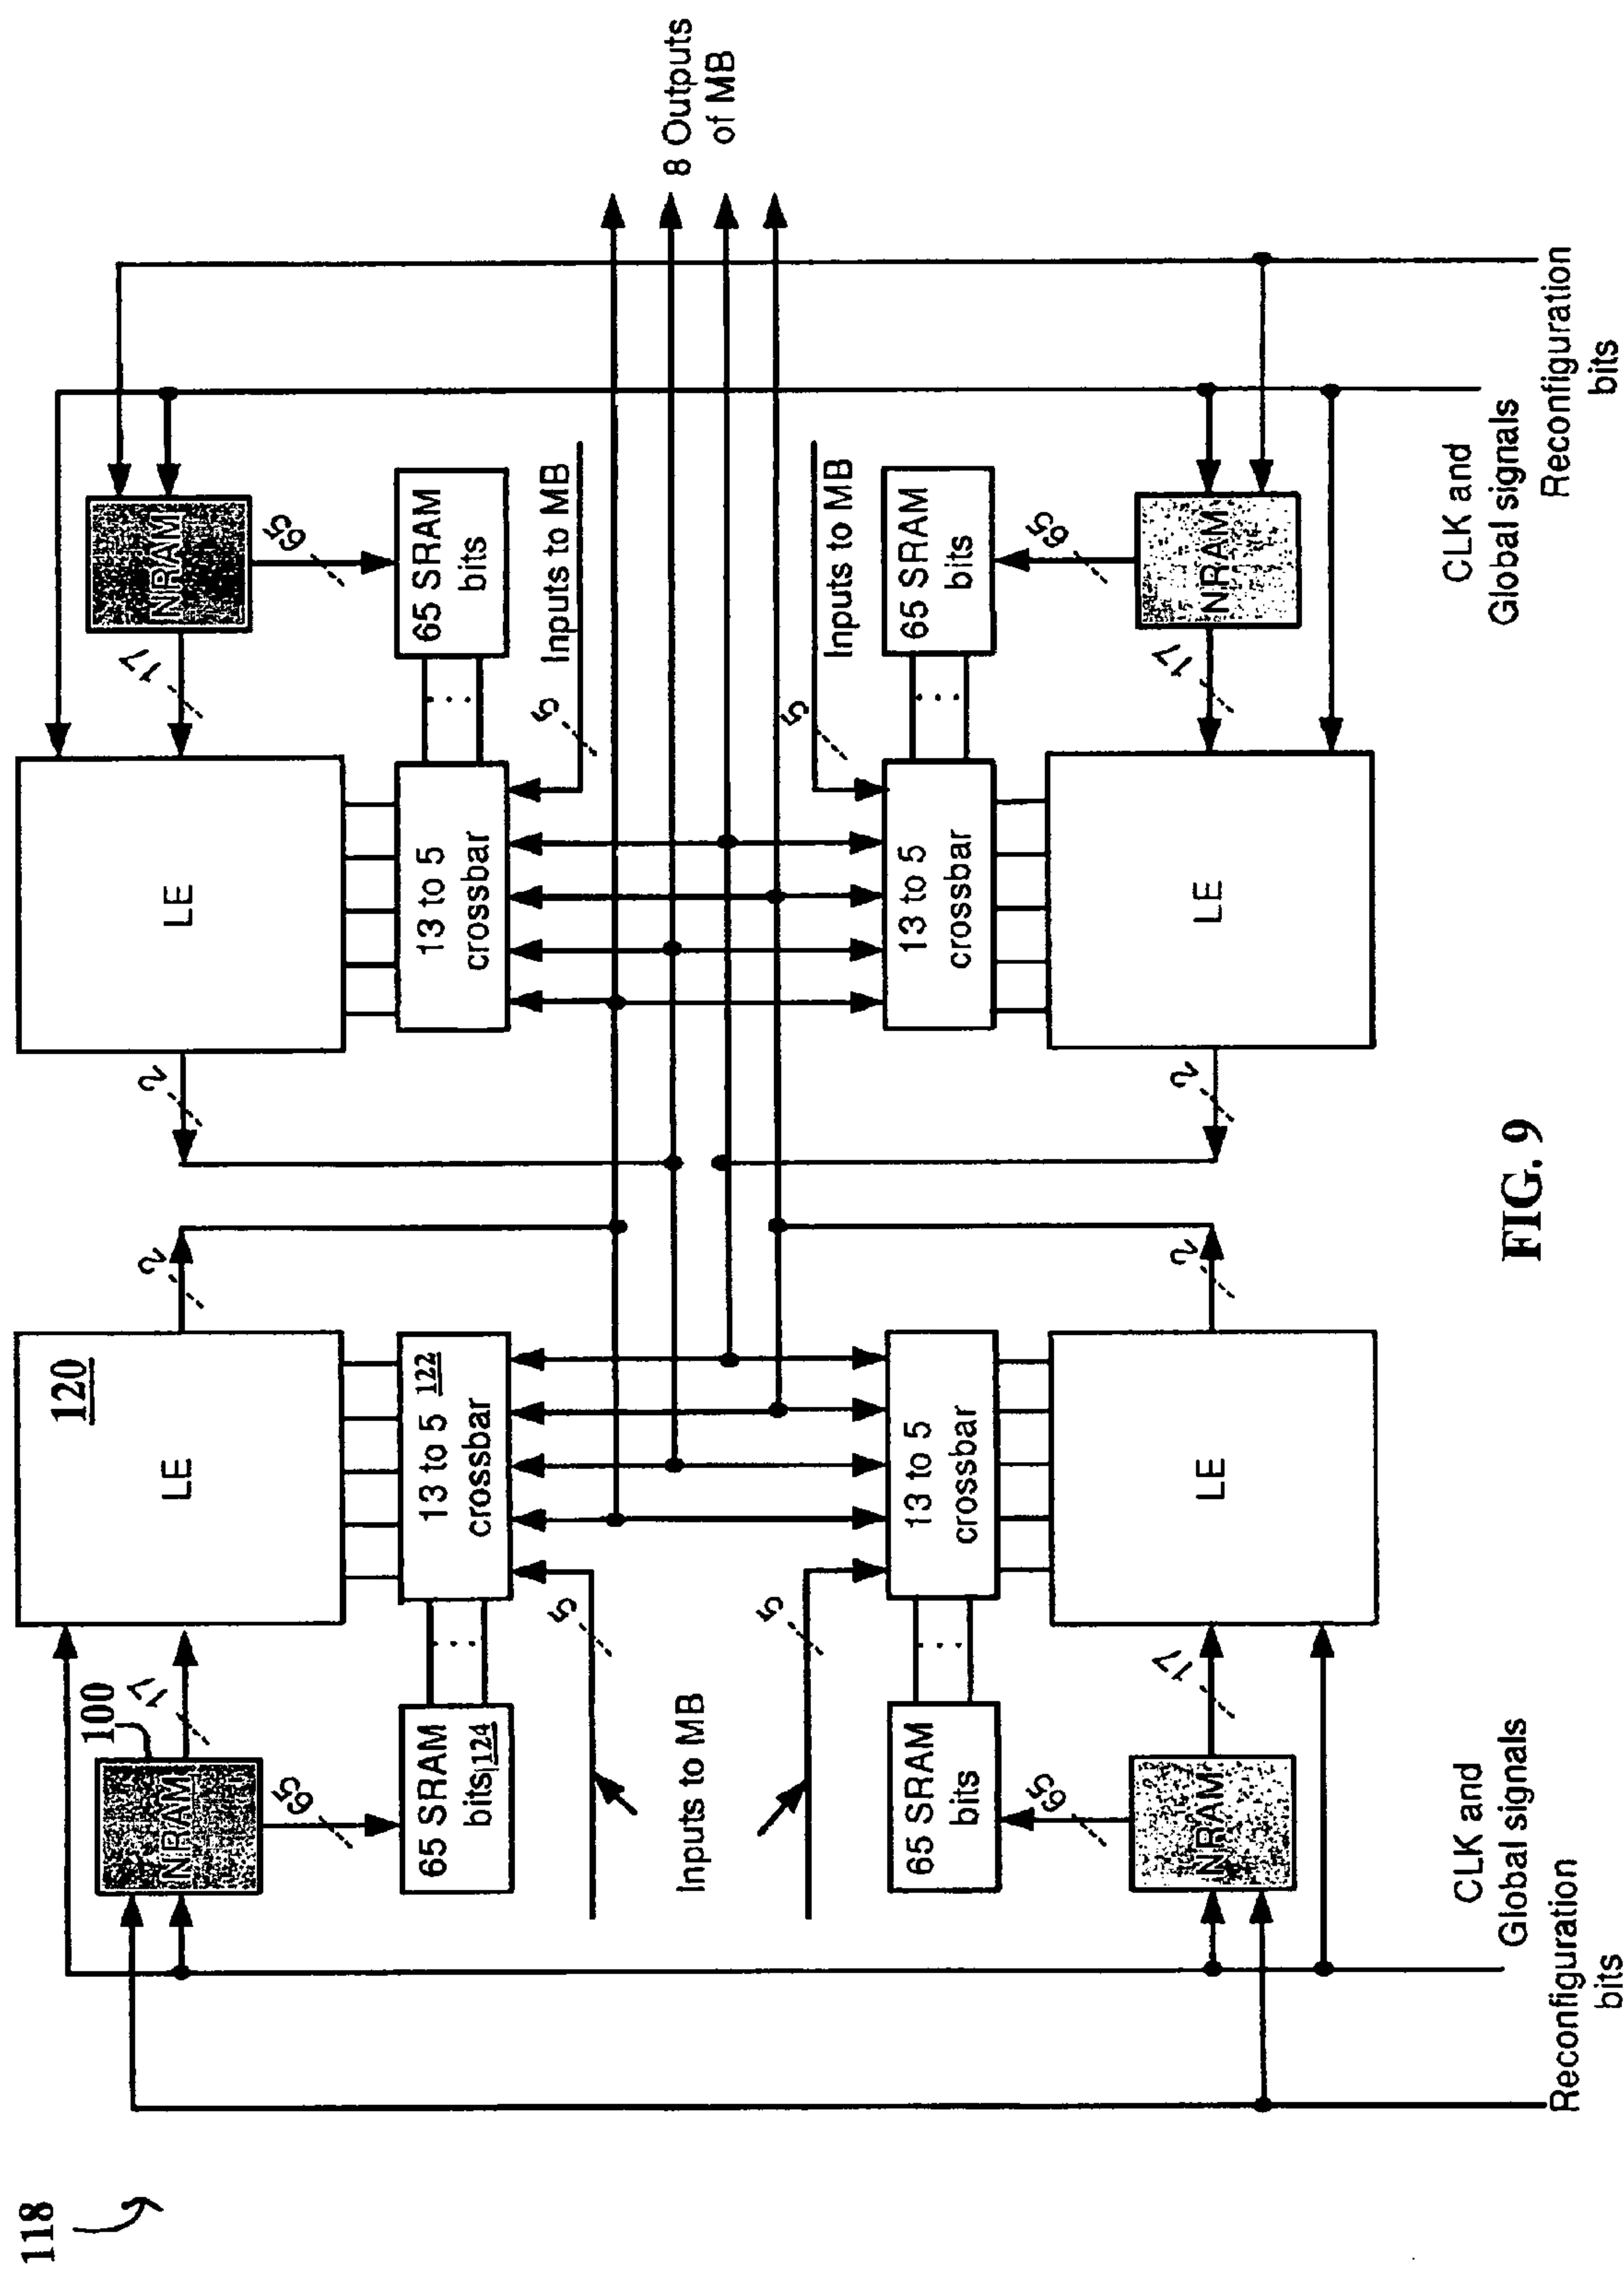 118
120
LE
LE
100
NRAM
NRAM
17
17
2
2
65
65
13 to 5 122
crossbar
13 to 5
crossbar
65 SRAM
bits 124
65 SRAM
bits
5
5
Inputs to MB
Inputs to MB
8 Outputs
of MB
5
5
Inputs to MB
65 SRAM
bits
13 to 5
crossbar
13 to 5
crossbar
65 SRAM
bits
65
65
NRAM
17
2
2
17
NRAM
LE
LE
CLK and
Global signals
CLK and
Global signals
Reconfiguration
bits
Reconfiguration
bits
FIG. 9